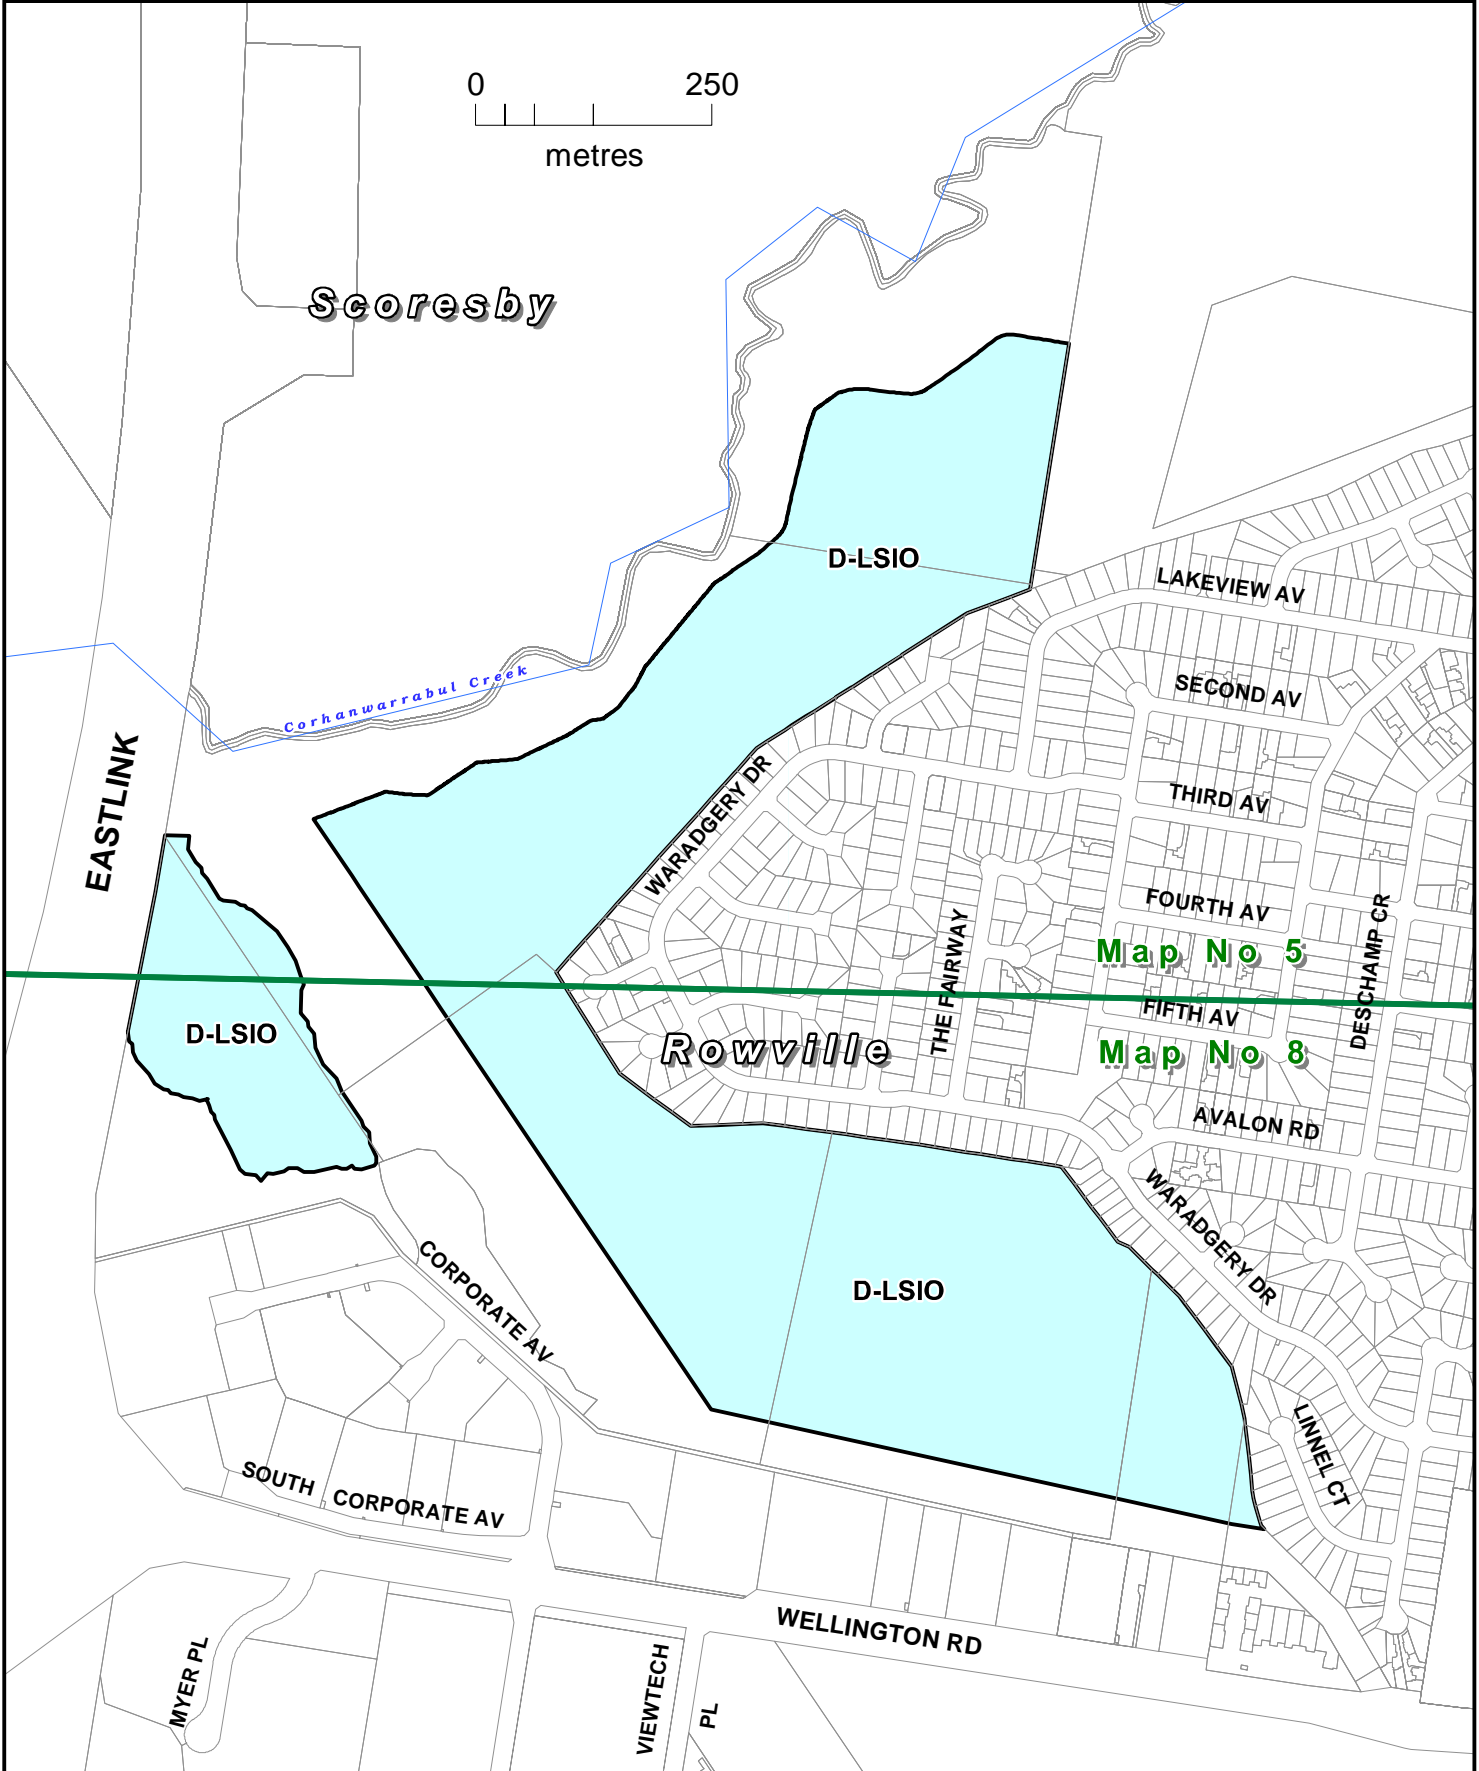 0 250
metres
Scoresby
D-LSIO
LAKEVIEW AV
SECOND AV
Corhanwarrabul Creek
EASTLINK
THIRD AV
WARADGERY DR
FOURTH AV
DESCHAMP CR
THE FAIRWAY
Map No 5
FIFTH AV
D-LSIO
Rowville
Map No 8
AVALON RD
WARADGERY DR
D-LSIO
CORPORATE AV
LINNEL CT
SOUTH CORPORATE AV
WELLINGTON RD
MYER PL
VIEWTECH PL